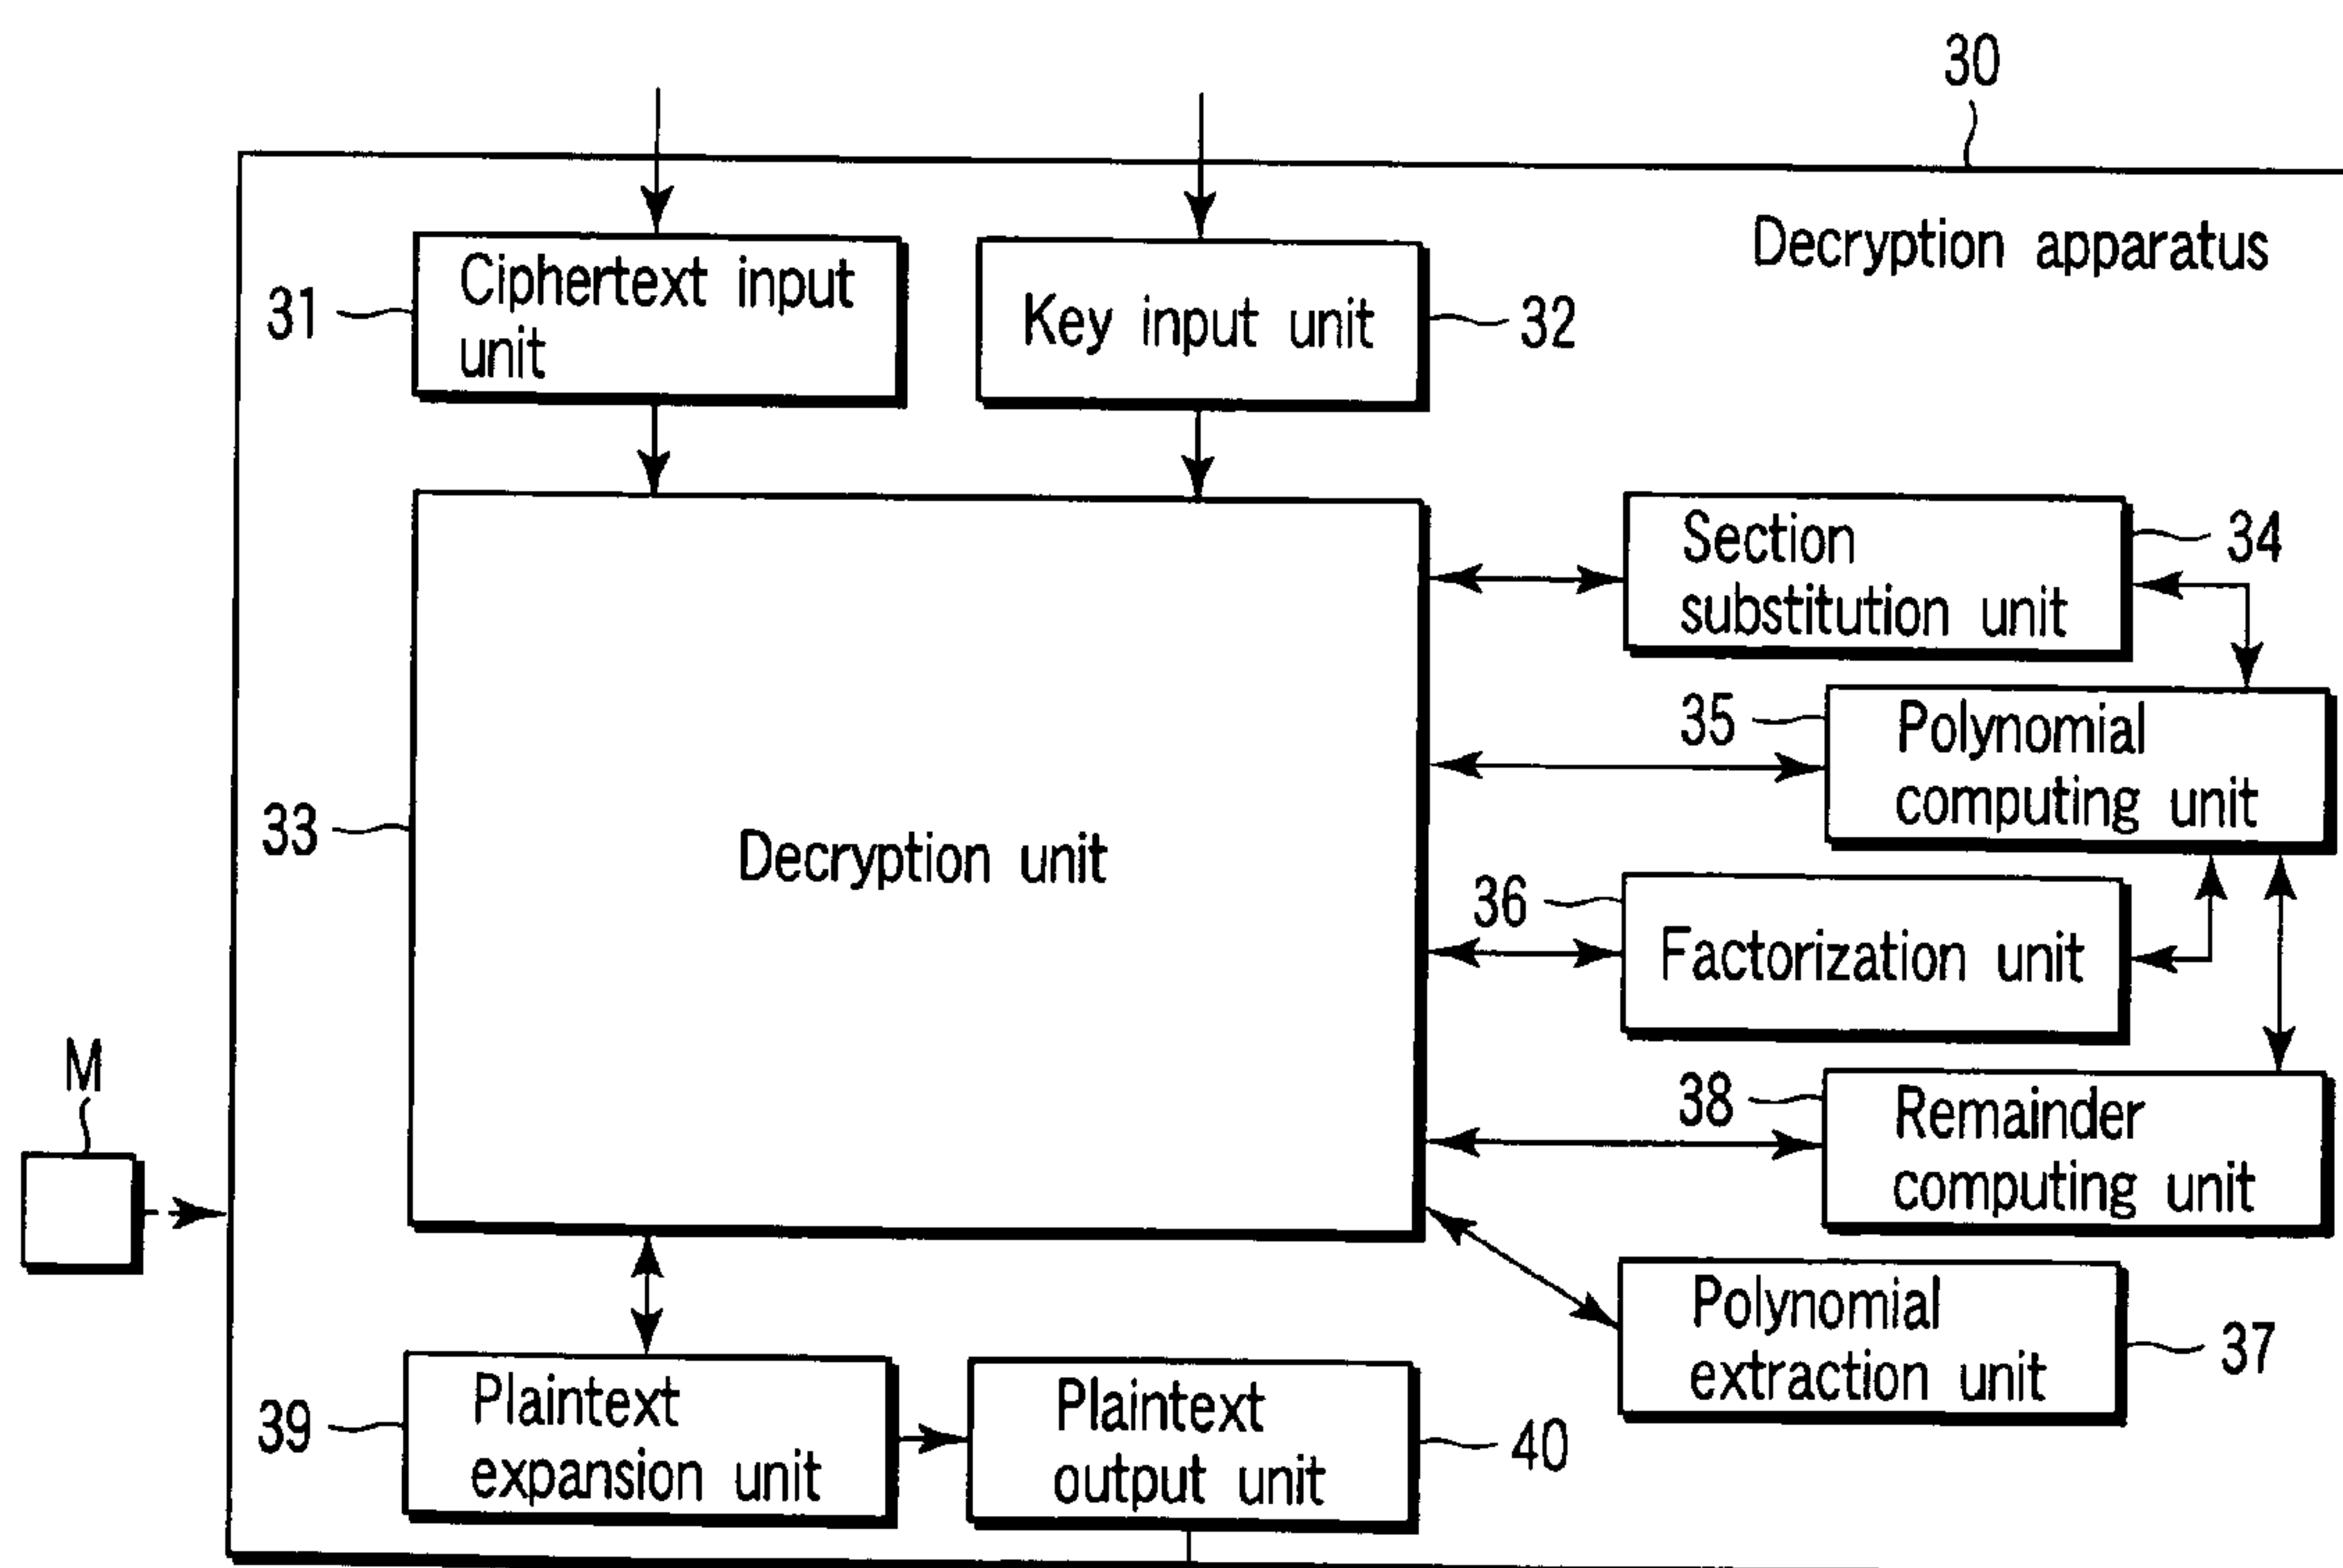 30
Decryption apparatus
31
Ciphertext input
unit
Key input unit
32
Section
substitution unit
34
35
Polynomial
computing unit
33
Decryption unit
36
Factorization unit
M
38
Remainder
computing unit
Polynomial
extraction unit
37
39
Plaintext
expansion unit
Plaintext
output unit
40